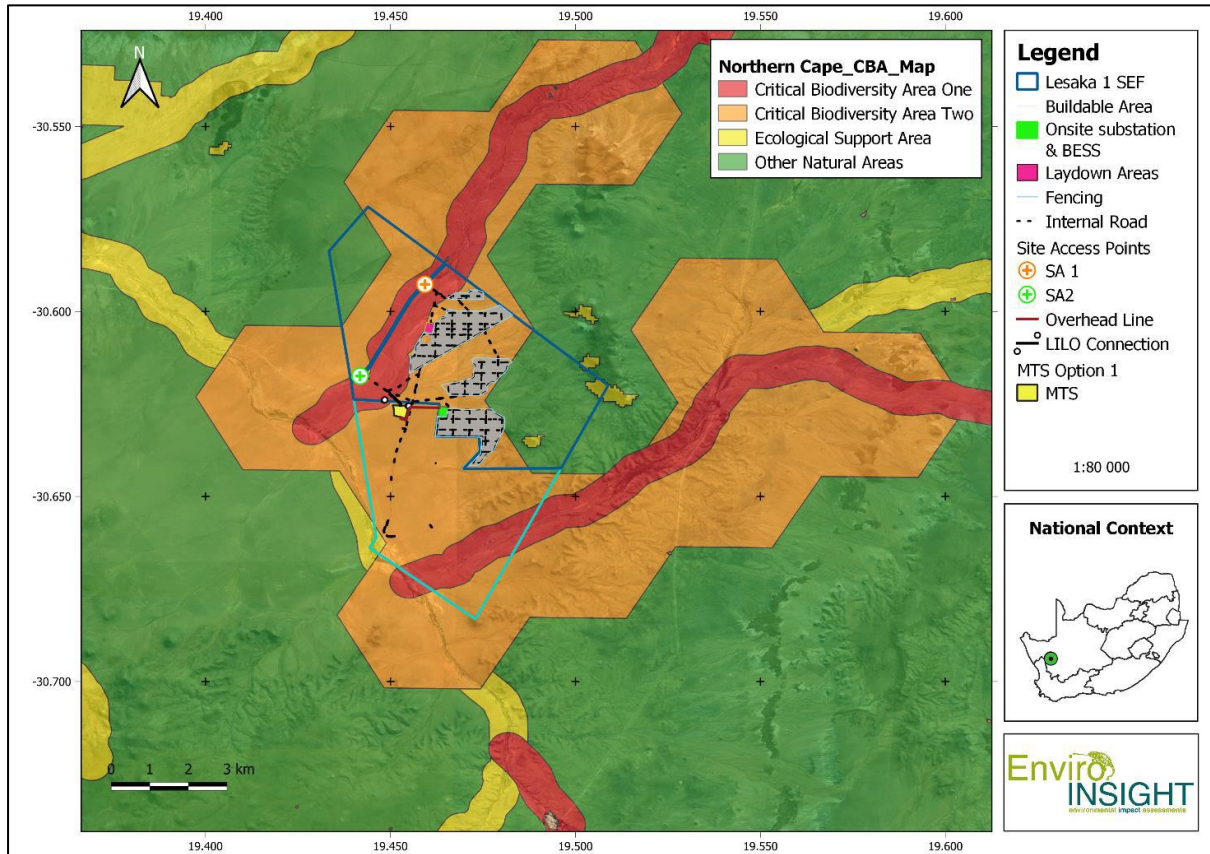 19.400
19.450
19.500
19.550
19.600
N
Northern Cape_CBA_Map
Critical Biodiversity Area One
Critical Biodiversity Area Two
Ecological Support Area
Other Natural Areas
-30.550
-30.600
-30.650
-30.700
0 1 2 3 km
19.400
19.450
19.500
19.550
19.600
Legend
Lesaka 1 SEF
Buildable Area
Onsite substation
& BESS
Laydown Areas
Fencing
Internal Road
Site Access Points
SA 1
SA2
Overhead Line
LILO Connection
MTS Option 1
MTS
1:80 000
National Context
Enviro
INSIGHT
environmental impact assessments